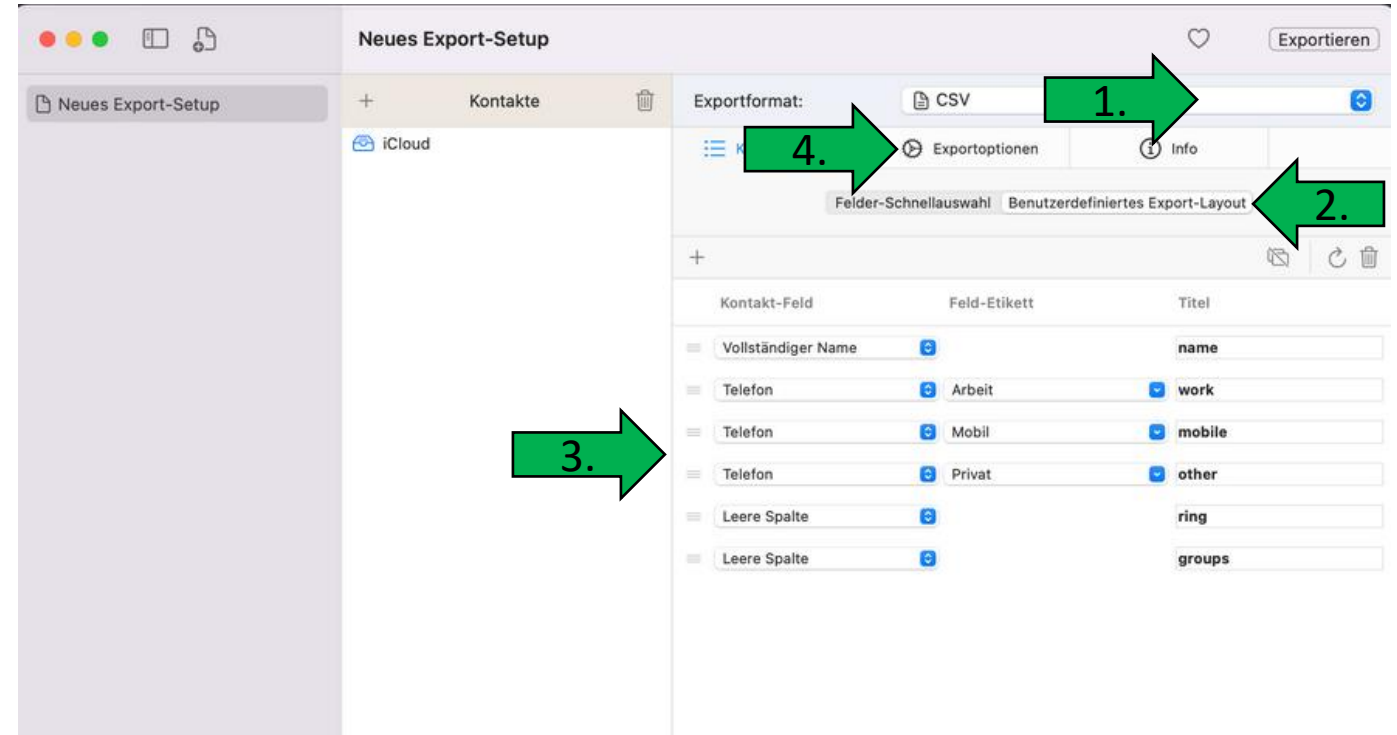 Neues Export-Setup Exportieren
Neues Export-Setup Kontakte Exportformat: CSV 1.
iCloud 4. Exportoptionen Info
Felder-Schnellauswahl Benutzerdefiniertes Export-Layout 2.
Kontakt-Feld Feld-Etikett Titel
Vollständiger Name name
Telefon Arbeit work
Telefon Mobil mobile
3.
Telefon Privat other
Leere Spalte ring
Leere Spalte groups